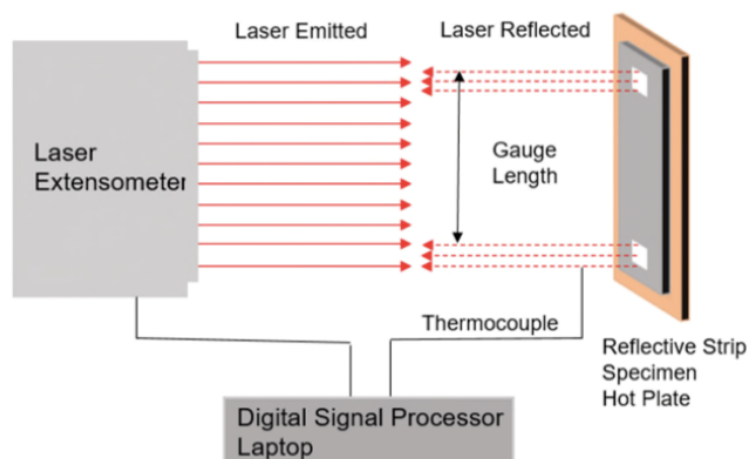 Laser Emitted
Laser Reflected
Laser
Extensometer
Gauge
Length
Thermocouple
Reflective Strip
Specimen
Hot Plate
Digital Signal Processor
Laptop